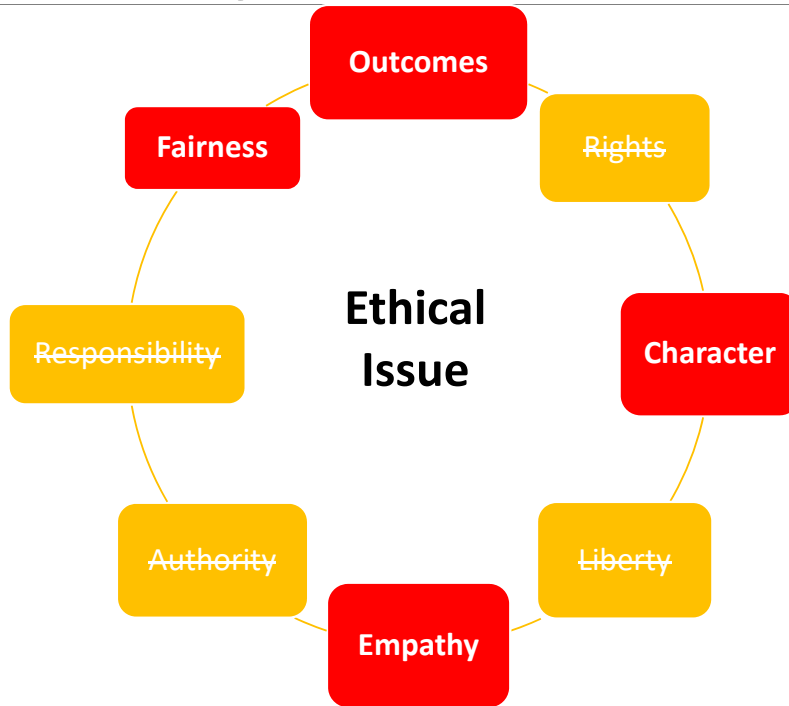 Outcomes
Rights
Fairness
Ethical
Issue
Character
Responsibility
Authority
Liberty
Empathy